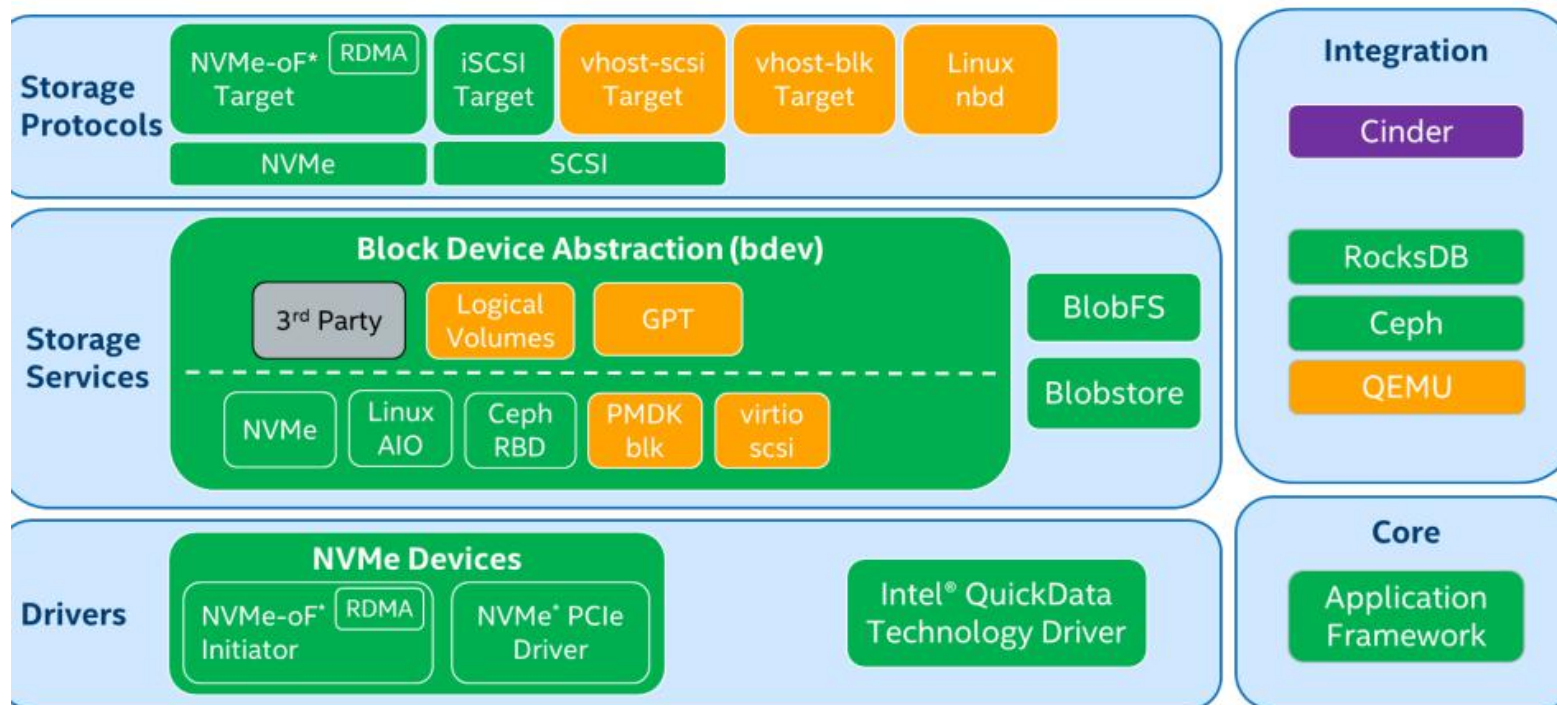 Storage
Protocols
NVMe-oF* RDMA
Target
iSCSI
Target
vhost-scsi
Target
vhost-blk
Target
Linux
nbd
NVMe
SCSI
Storage
Services
Block Device Abstraction (bdev)
3rd Party
Logical
Volumes
GPT
NVMe
Linux
AIO
Ceph
RBD
PMDK
blk
virtio
scsi
BlobFS
Blobstore
Drivers
NVMe Devices
NVMe-oF* RDMA
Initiator
NVMe* PCIe
Driver
Intel® QuickData
Technology Driver
Integration
Cinder
RocksDB
Ceph
QEMU
Core
Application
Framework